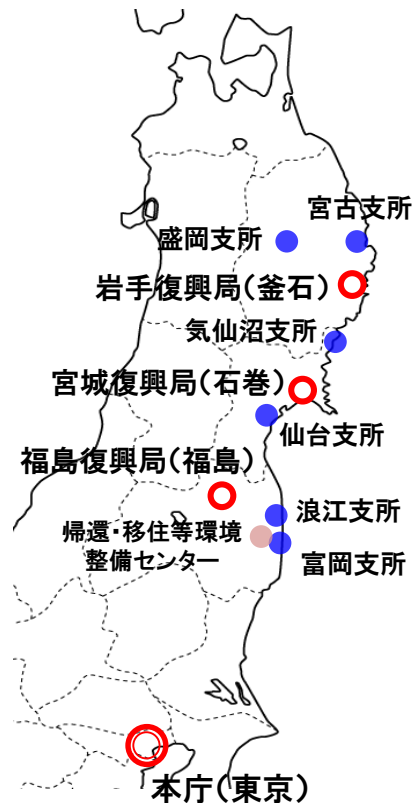 宮古支所
盛岡支所
岩手復興局(釜石)
気仙沼支所
宮城復興局(石巻)
仙台支所
福島復興局(福島)
浪江支所
帰還・移住等環境
整備センター
富岡支所
本庁(東京)